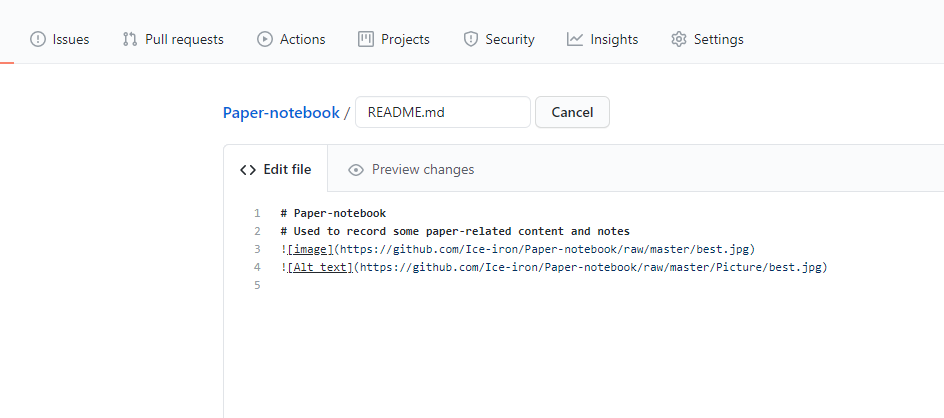 Issues Pull requests Actions Projects Security Insights Settings
Paper-notebook / README.md Cancel
<> Edit file Preview changes
1 # Paper-notebook
2 # Used to record some paper-related content and notes
3 ![image](https://github.com/Ice-iron/Paper-notebook/raw/master/best.jpg)
4 ![Alt text](https://github.com/Ice-iron/Paper-notebook/raw/master/Picture/best.jpg)
5